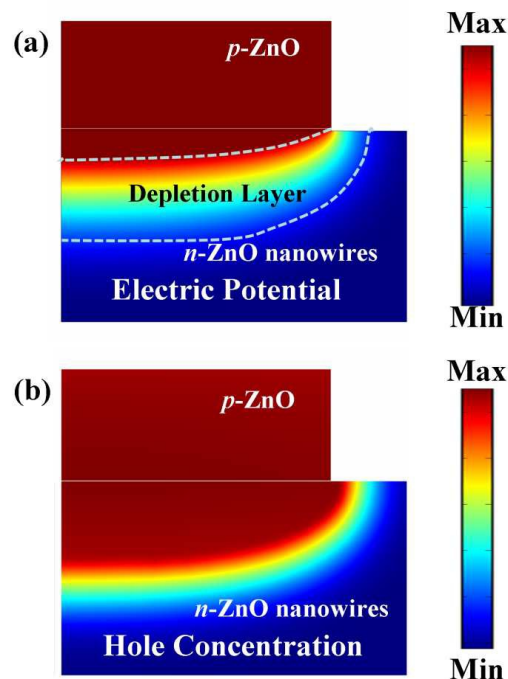 (a)
p-ZnO
Max
Depletion Layer
n-ZnO nanowires
Electric Potential
Min
(b)
p-ZnO
Max
n-ZnO nanowires
Hole Concentration
Min